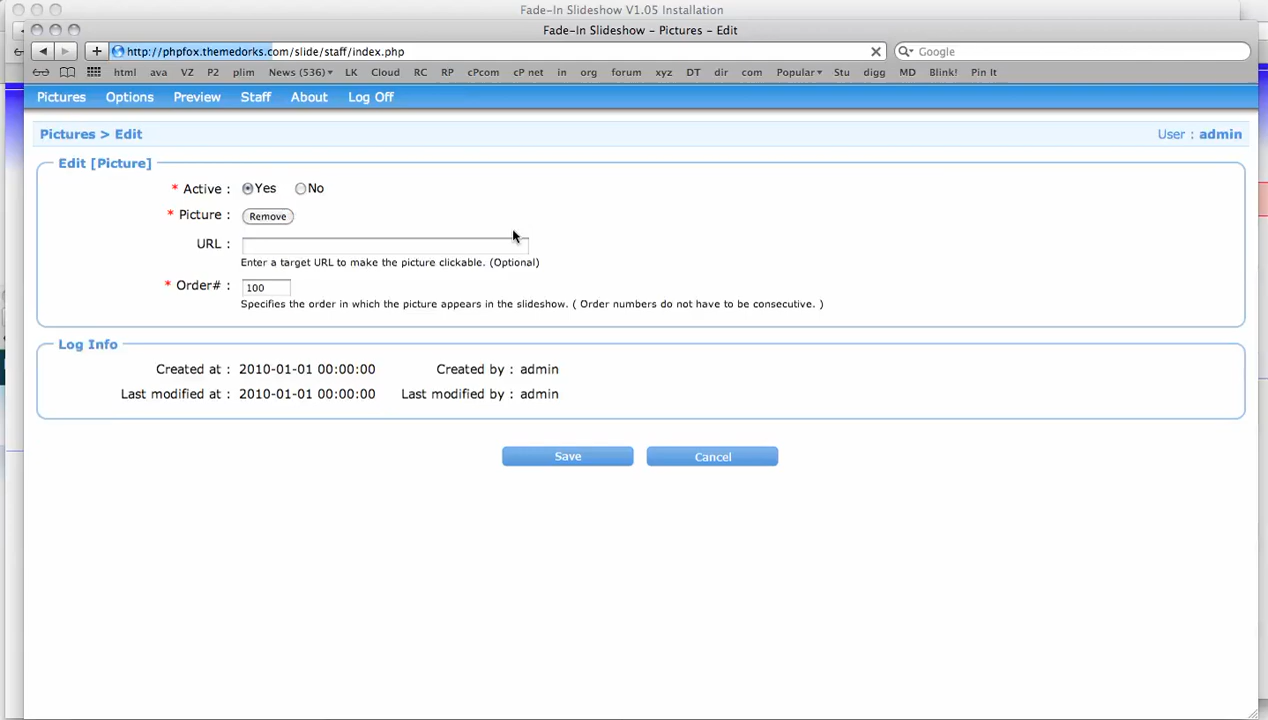 Fade-In Slideshow V1.05 Installation
Fade-In Slideshow - Pictures - Edit
http://phpfox.themedorks.com/slide/staff/index.php
Google
html ava VZ P2 plim News (536) LK Cloud RC RP cPcom cP net in org forum xyz DT dir com Popular Stu digg MD Blink! Pin It
Pictures Options Preview Staff About Log Off
Pictures > Edit User : admin
Edit [Picture]
* Active : Yes No
* Picture : Remove
URL :
Enter a target URL to make the picture clickable. (Optional)
* Order# : 100
Specifies the order in which the picture appears in the slideshow. ( Order numbers do not have to be consecutive. )
Log Info
Created at : 2010-01-01 00:00:00 Created by : admin
Last modified at : 2010-01-01 00:00:00 Last modified by : admin
Save Cancel